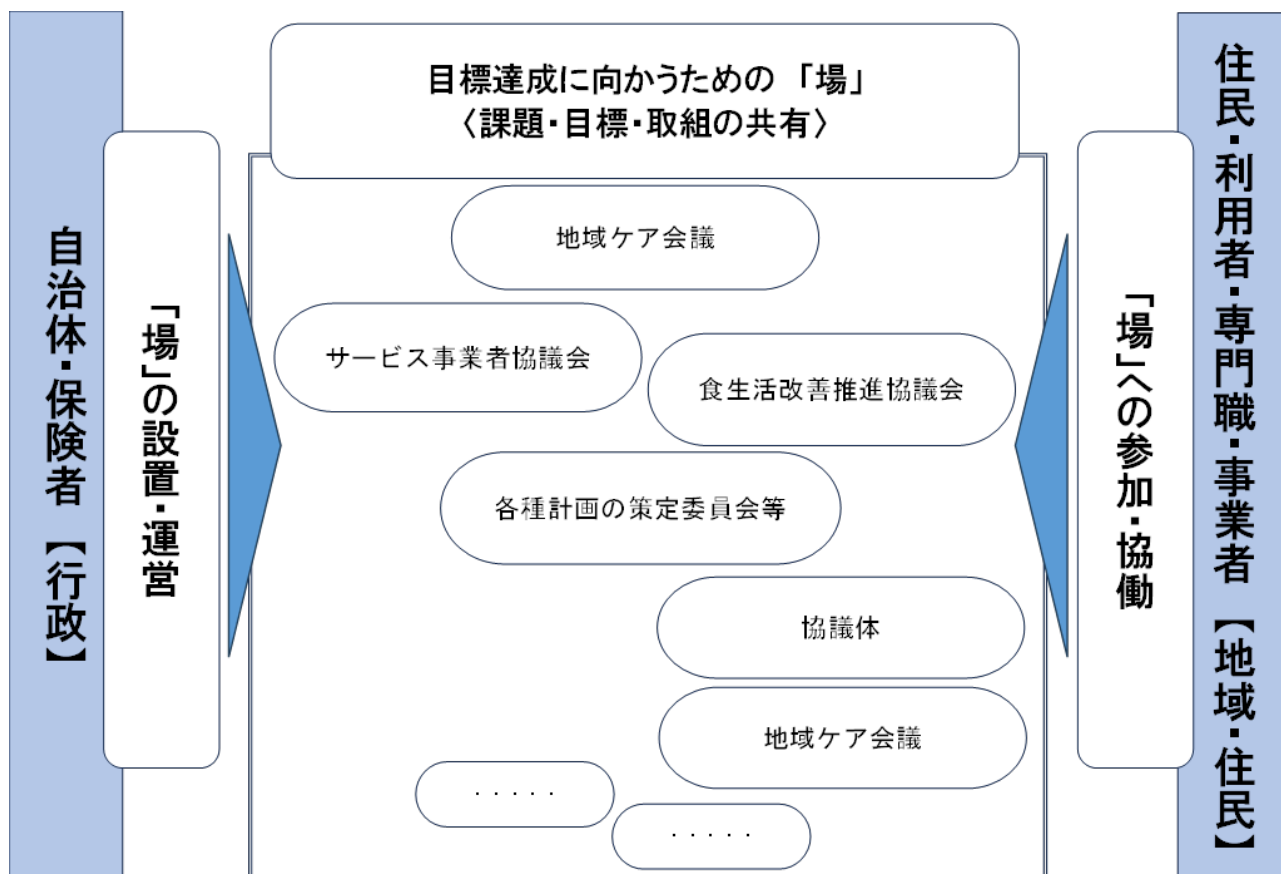 目標達成に向かうための「場」
〈課題・目標・取組の共有〉
自治体・保険者【行政】
「場」の設置・運営
地域ケア会議
サービス事業者協議会
食生活改善推進協議会
各種計画の策定委員会等
協議体
地域ケア会議
・・・・・
・・・・・
「場」への参加・協働
住民・利用者・専門職・事業者【地域・住民】